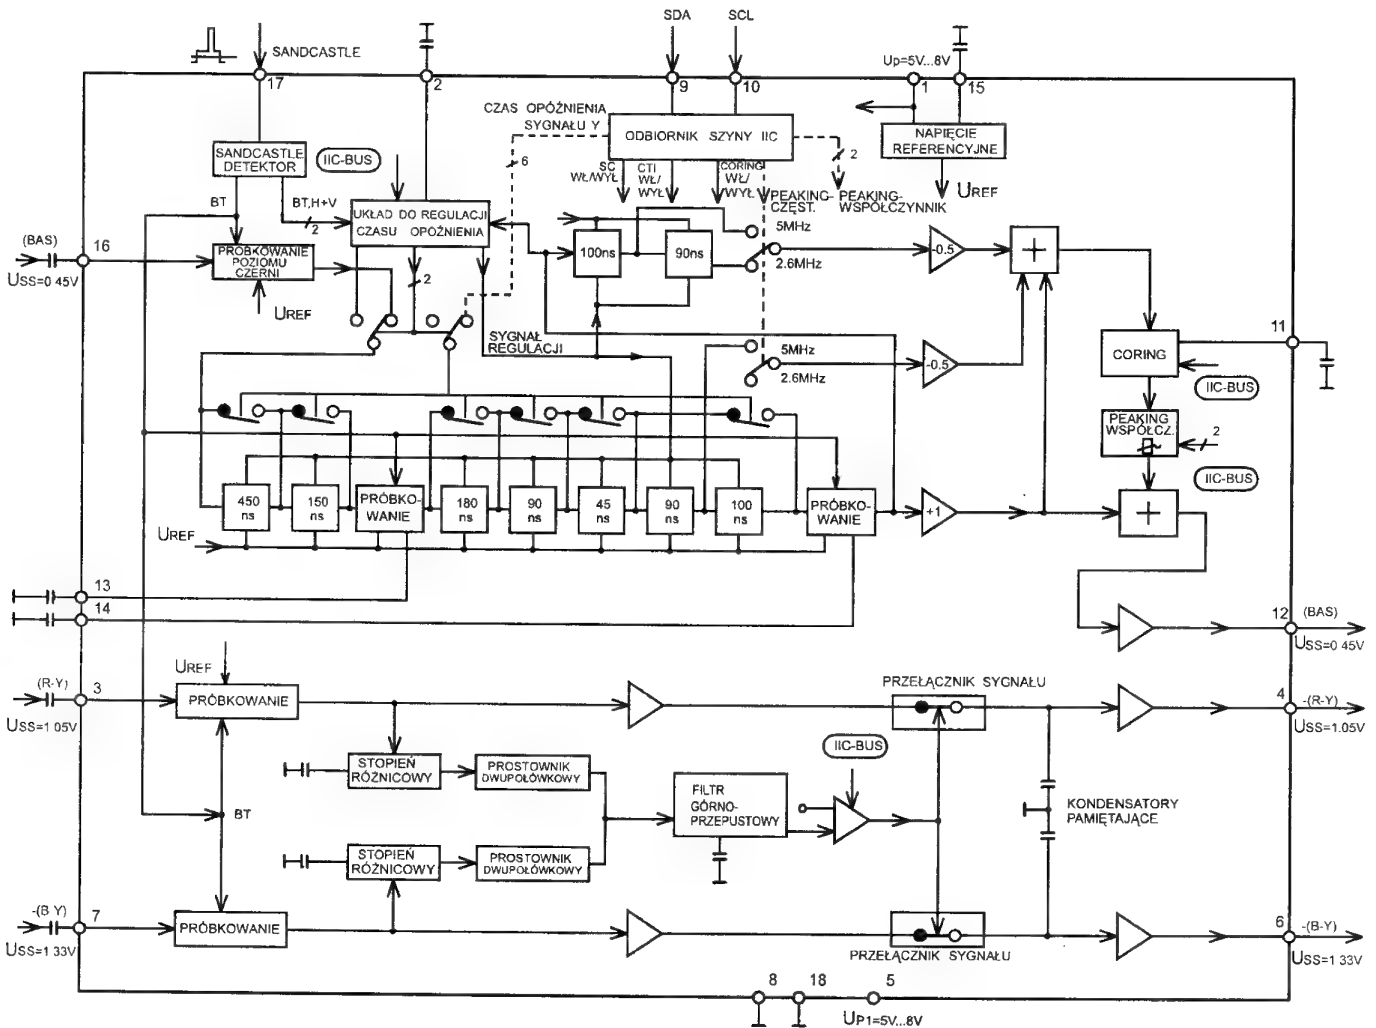 SDA
SCL
SANDCASTLE
UP=5V...8V
17
2
9
10
1
15
CZAS OPÓŹNIENIA
SYGNAŁU Y
ODBIORNIK SZYNY IIC
NAPIĘCIE
REFERENCYJNE
SANDCASTLE
DETEKTOR
IIC-BUS
6
2
SC
WŁ/WYŁ
CTI
WŁ/
WYŁ
CORING
WŁ/
WYŁ
UREF
PEAKING-
CZĘST.
PEAKING-
WSPÓŁCZYNNIK
BT
BT,H+V
2
UKŁAD DO REGULACJI
CZASU OPÓŹNIENIA
5MHz
(BAS)
16
PRÓBKOWANIE
POZIOMU
CZERNI
100ns
90ns
-0.5
+
USS=0 45V
2
2.6MHz
UREF
SYGNAŁ
REGULACJI
5MHz
2.6MHz
-0.5
11
CORING
IIC-BUS
PEAKING
WSPÓŁCZ.
2
IIC-BUS
450
ns
150
ns
PRÓBKO-
WANIE
180
ns
90
ns
45
ns
90
ns
100
ns
PRÓBKO-
WANIE
+1
+
UREF
13
14
12
(BAS)
USS=0 45V
UREF
(R-Y)
3
PRÓBKOWANIE
PRZEŁĄCZNIK SYGNAŁU
4
-(R-Y)
USS=1 05V
USS=1.05V
IIC-BUS
STOPIEŃ
RÓŻNICOWY
PROSTOWNIK
DWUPOŁÓWKOWY
FILTR
GÓRNO-
PRZEPUSTOWY
KONDENSATORY
PAMIĘTAJĄCE
BT
STOPIEŃ
RÓŻNICOWY
PROSTOWNIK
DWUPOŁÓWKOWY
-(B Y)
7
PRÓBKOWANIE
6
-(B-Y)
USS=1 33V
PRZEŁĄCZNIK SYGNAŁU
USS=1 33V
8
18
5
UP1=5V...8V